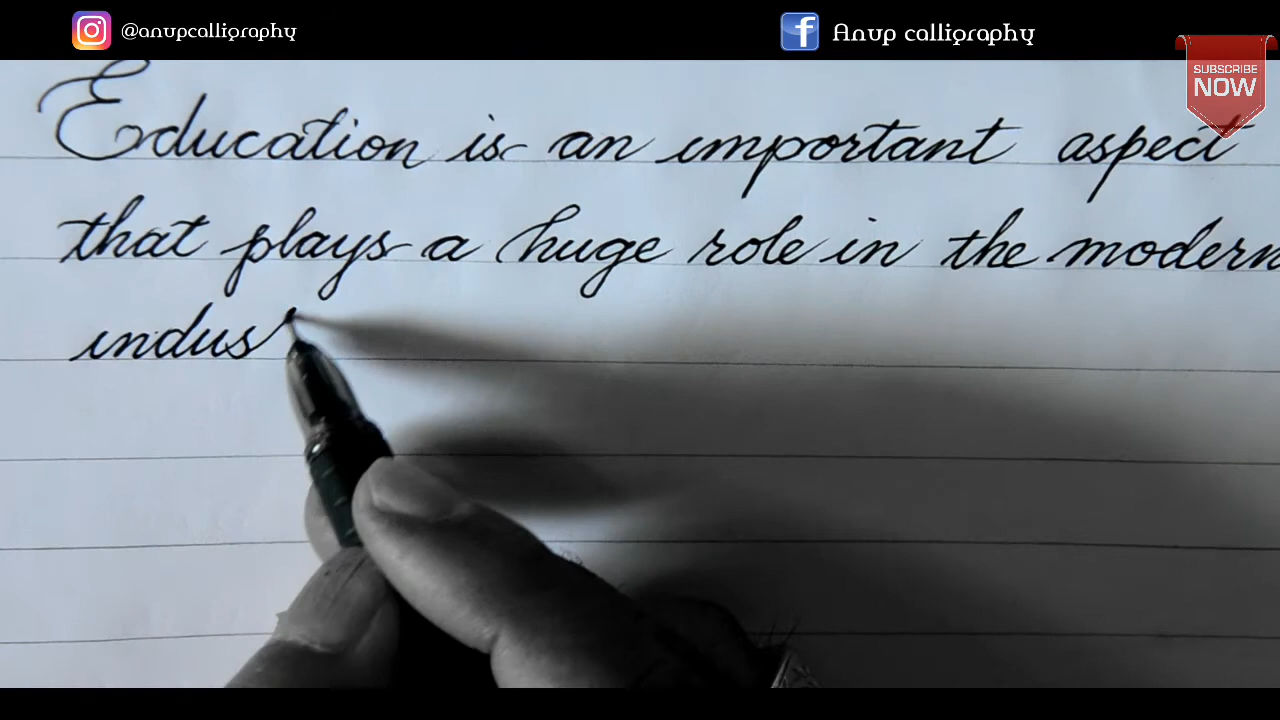 @anupcalligraphy
Anup calligraphy
SUBSCRIBE
NOW
Education is an important aspect
that plays a huge role in the modern
indus